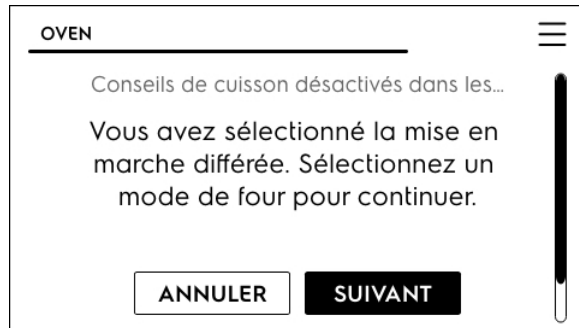 OVEN
Conseils de cuisson désactivés dans les...
Vous avez sélectionné la mise en
marche différée. Sélectionnez un
mode de four pour continuer.
ANNULER SUIVANT